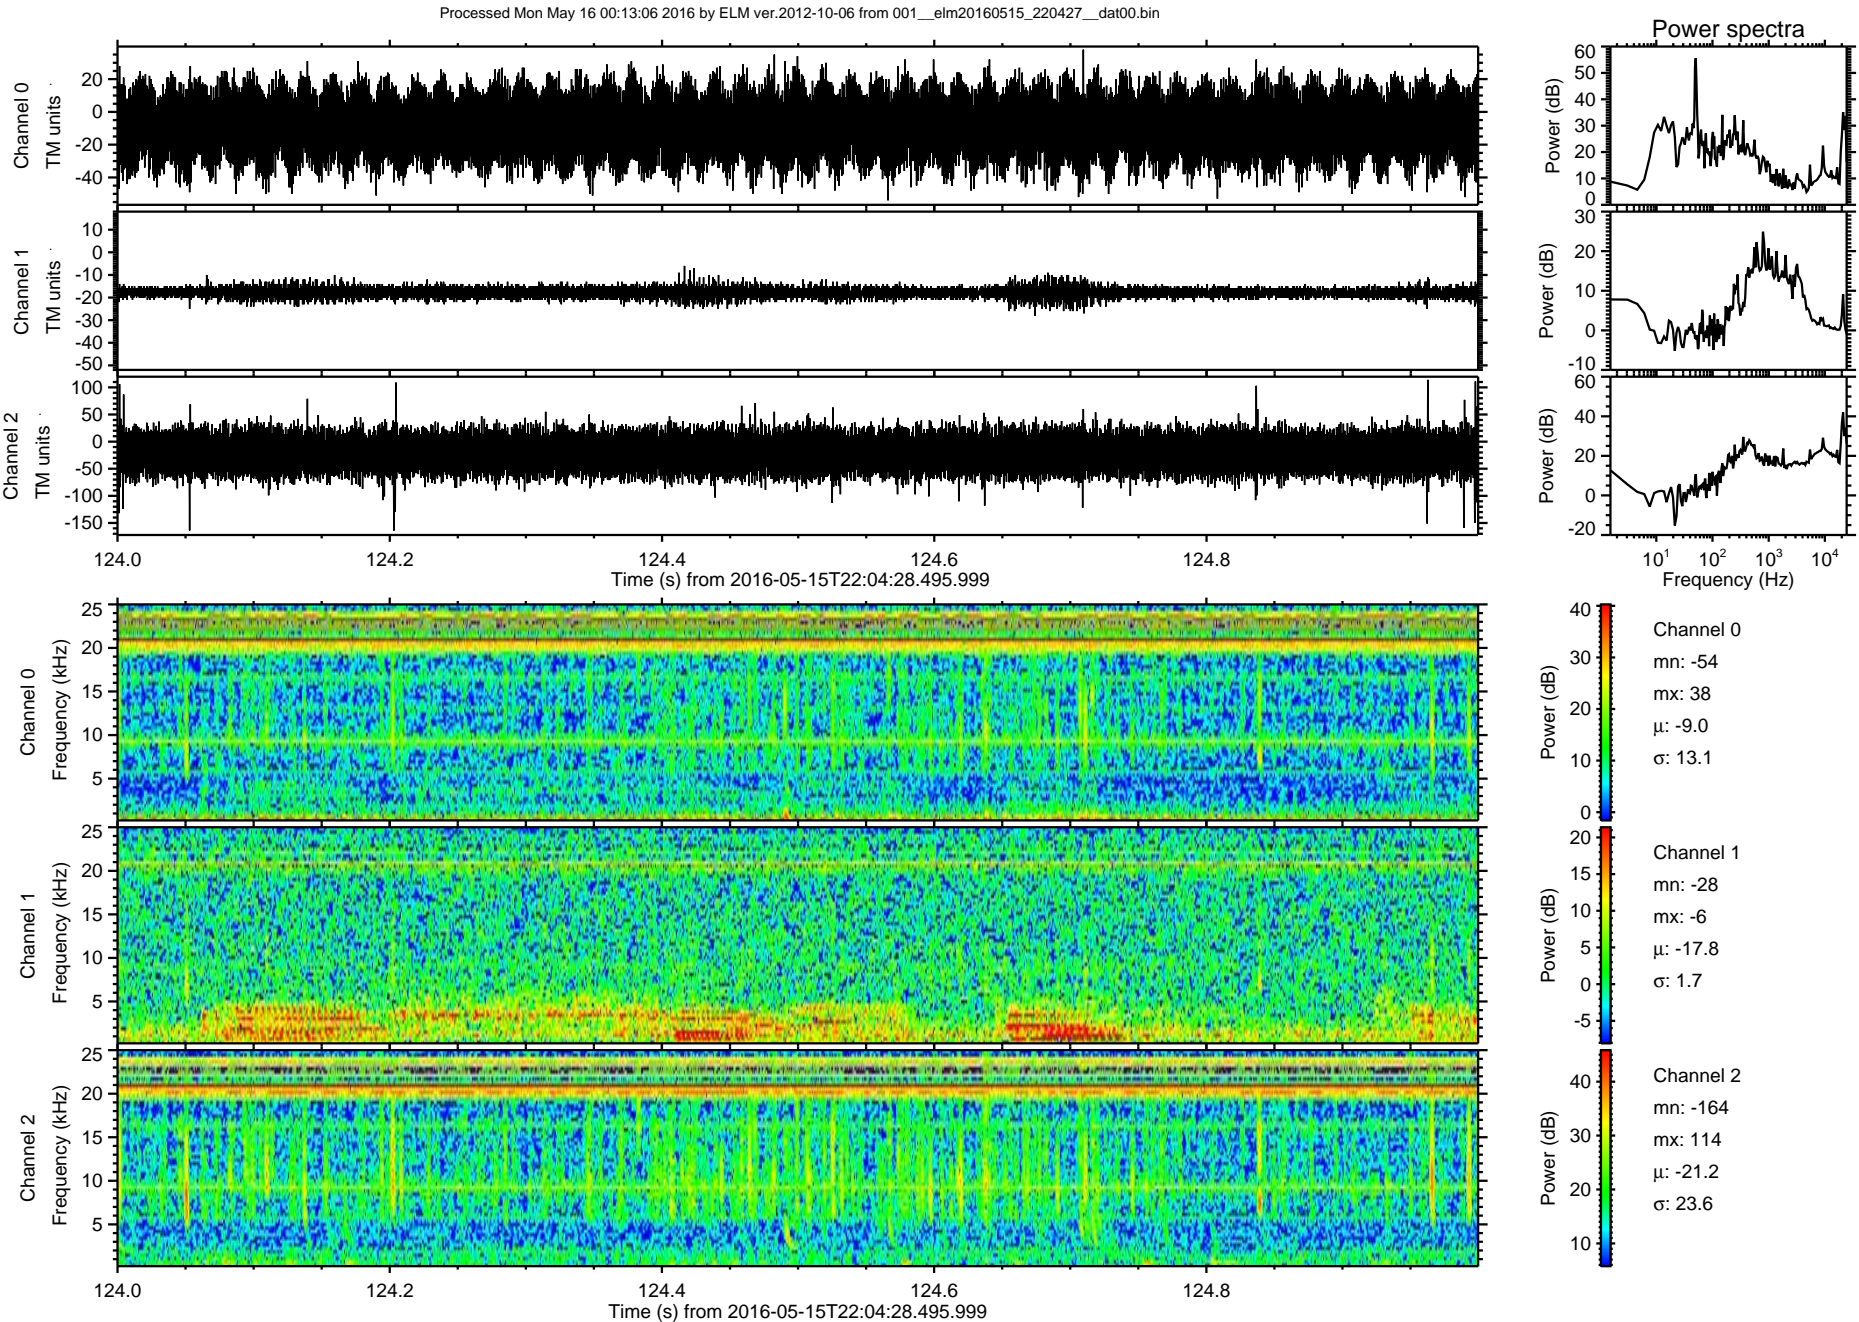 Processed Mon May 16 00:13:06 2016 by ELM ver.2012-10-06 from 001__elm20160515_220427__dat00.bin
Power spectra
Channel 0
TM units
20
0
-20
-40
Power (dB)
60
50
40
30
20
10
0
Channel 1
TM units
10
0
-10
-20
-30
-40
-50
Power (dB)
30
20
10
0
-10
Channel 2
TM units
100
50
0
-50
-100
-150
Power (dB)
60
40
20
0
-20
124.0 124.2 124.4 124.6 124.8
Time (s) from 2016-05-15T22:04:28.495.999
10^1 10^2 10^3 10^4
Frequency (Hz)
Channel 0
Frequency (kHz)
25
20
15
10
5
Power (dB)
40
30
20
10
0
Channel 0
mn: -54
mx: 38
μ: -9.0
σ: 13.1
Channel 1
Frequency (kHz)
25
20
15
10
5
Power (dB)
20
15
10
5
0
-5
Channel 1
mn: -28
mx: -6
μ: -17.8
σ: 1.7
Channel 2
Frequency (kHz)
25
20
15
10
5
Power (dB)
40
30
20
10
Channel 2
mn: -164
mx: 114
μ: -21.2
σ: 23.6
124.0 124.2 124.4 124.6 124.8
Time (s) from 2016-05-15T22:04:28.495.999